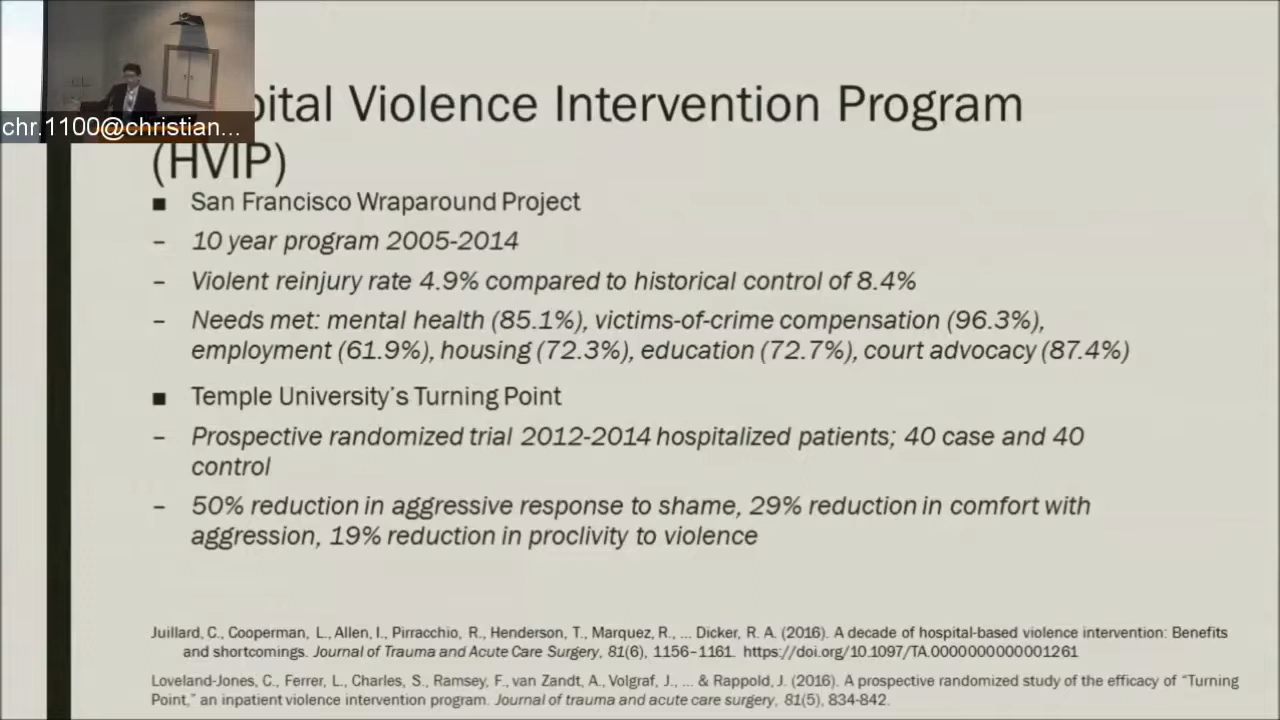 chr.1100@christian...
pital Violence Intervention Program
(HVIP)
■ San Francisco Wraparound Project
– 10 year program 2005-2014
– Violent reinjury rate 4.9% compared to historical control of 8.4%
– Needs met: mental health (85.1%), victims-of-crime compensation (96.3%),
employment (61.9%), housing (72.3%), education (72.7%), court advocacy (87.4%)
■ Temple University's Turning Point
– Prospective randomized trial 2012-2014 hospitalized patients; 40 case and 40
control
– 50% reduction in aggressive response to shame, 29% reduction in comfort with
aggression, 19% reduction in proclivity to violence
Juillard, C., Cooperman, L., Allen, I., Pirracchio, R., Henderson, T., Marquez, R., ... Dicker, R. A. (2016). A decade of hospital-based violence intervention: Benefits
and shortcomings. Journal of Trauma and Acute Care Surgery, 81(6), 1156–1161. https://doi.org/10.1097/TA.0000000000001261
Loveland-Jones, C., Ferrer, L., Charles, S., Ramsey, F., van Zandt, A., Volgraf, J., ... & Rappold, J. (2016). A prospective randomized study of the efficacy of “Turning
Point,” an inpatient violence intervention program. Journal of trauma and acute care surgery, 81(5), 834-842.